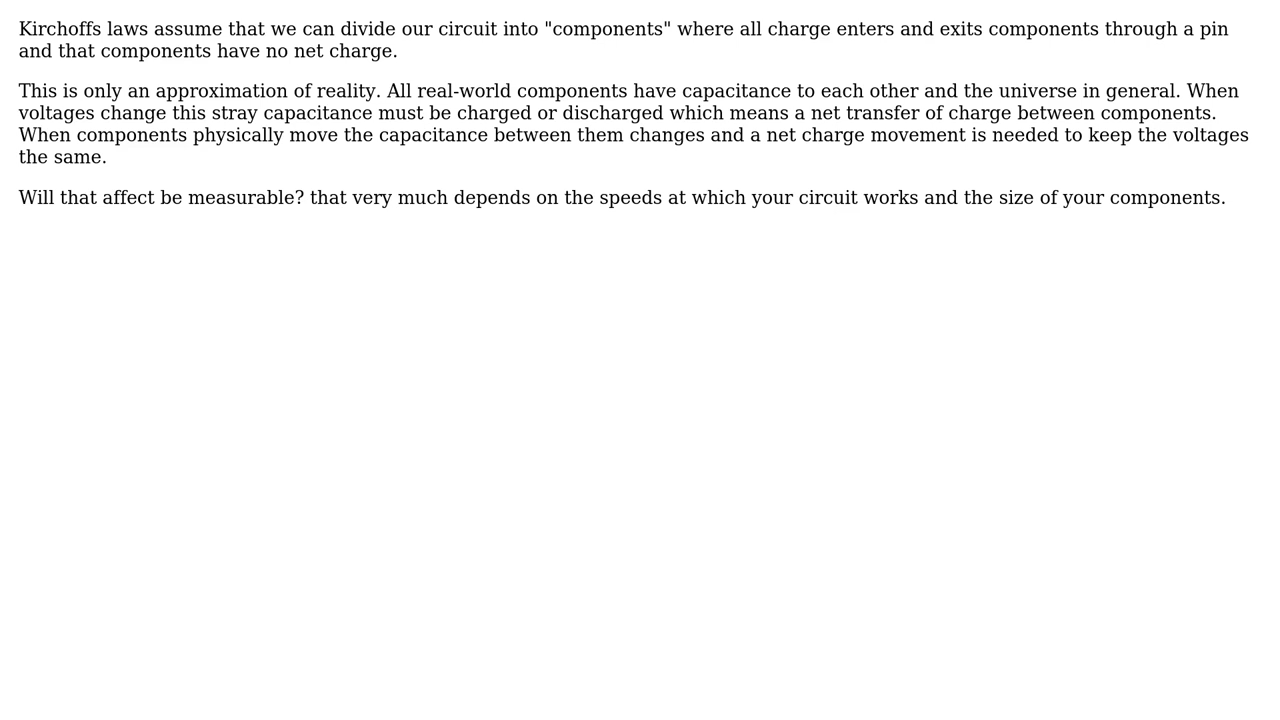 Kirchoffs laws assume that we can divide our circuit into "components" where all charge enters and exits components through a pin
and that components have no net charge.
This is only an approximation of reality. All real-world components have capacitance to each other and the universe in general. When
voltages change this stray capacitance must be charged or discharged which means a net transfer of charge between components.
When components physically move the capacitance between them changes and a net charge movement is needed to keep the voltages
the same.
Will that affect be measurable? that very much depends on the speeds at which your circuit works and the size of your components.